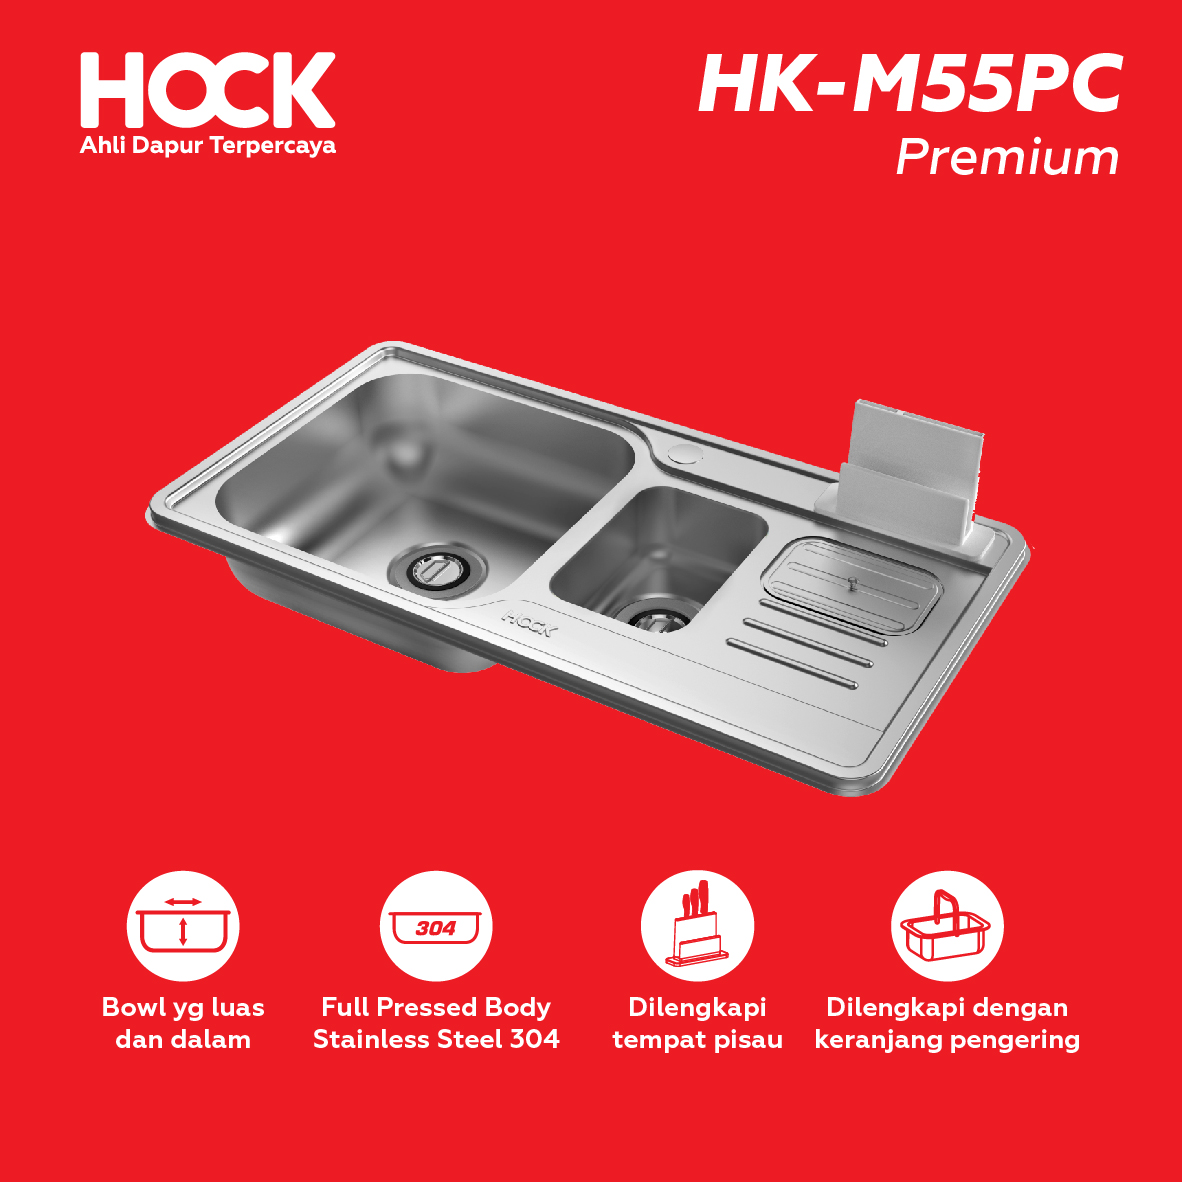 HOCK
Ahli Dapur Terpercaya
HK-M55PC
Premium
HOCK
304
Bowl yg luas
dan dalam
Full Pressed Body
Stainless Steel 304
Dilengkapi
tempat pisau
Dilengkapi dengan
keranjang pengering